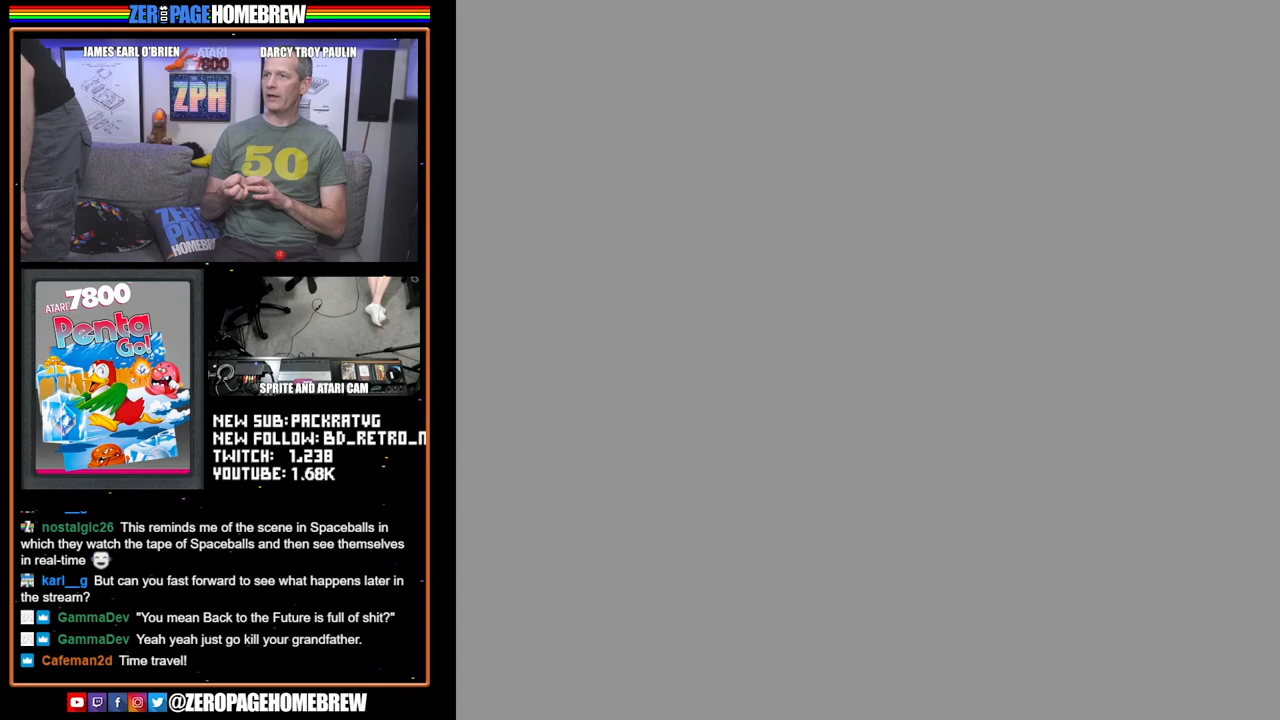 ZERO PAGE HOMEBREW
JAMES EARL O'BRIEN
DARCY TROY PAULIN
ATARI
7800
ZPH
50
ZERO
PAGE
HOMEBR
ATARI 7800
Penta
Go!
SPRITE AND ATARI CAM
NEW SUB: PACKRATVG
NEW FOLLOW: BD_RETRO_
TWITCH: 1,238
YOUTUBE: 1.68K
nostalgic26 This reminds me of the scene in Spaceballs in
which they watch the tape of Spaceballs and then see themselves
in real-time
karl__g But can you fast forward to see what happens later in
the stream?
GammaDev "You mean Back to the Future is full of shit?"
GammaDev Yeah yeah just go kill your grandfather.
Cafeman2d Time travel!
@ZEROPAGEHOMEBREW